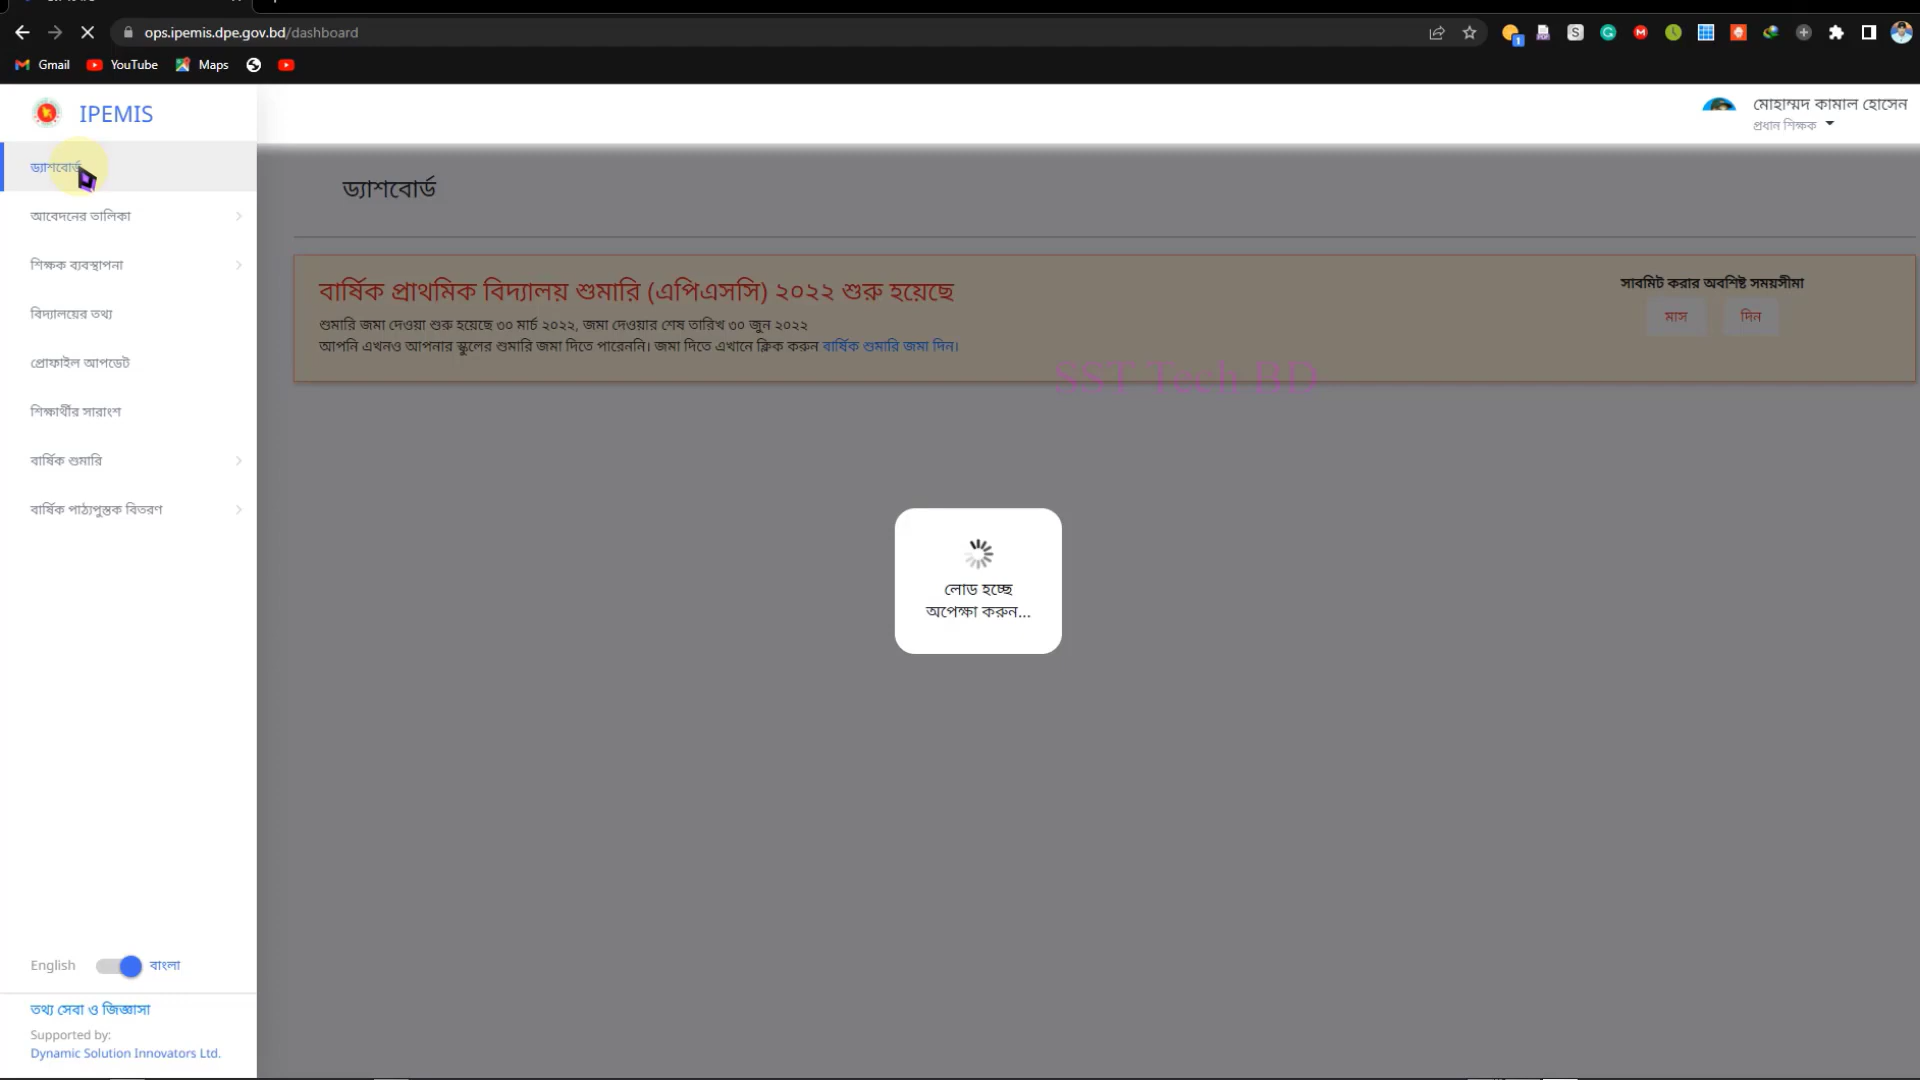 ops.ipemis.dpe.gov.bd/dashboard
Gmail YouTube Maps
IPEMIS
মোহাম্মদ কামাল হোসেন
প্রধান শিক্ষক
ড্যাশবোর্ড
আবেদনের তালিকা
শিক্ষক ব্যবস্থাপনা
বিদ্যালয়ের তথ্য
প্রোফাইল আপডেট
শিক্ষার্থীর সারাংশ
বার্ষিক শুমারি
বার্ষিক পাঠ্যপুস্তক বিতরণ
English বাংলা
তথ্য সেবা ও জিজ্ঞাসা
Supported by:
Dynamic Solution Innovators Ltd.
ড্যাশবোর্ড
বার্ষিক প্রাথমিক বিদ্যালয় শুমারি (এপিএসসি) ২০২২ শুরু হয়েছে
শুমারি জমা দেওয়া শুরু হয়েছে ৩০ মার্চ ২০২২, জমা দেওয়ার শেষ তারিখ ৩০ জুন ২০২২
আপনি এখনও আপনার স্কুলের শুমারি জমা দিতে পারেননি। জমা দিতে এখানে ক্লিক করুন বার্ষিক শুমারি জমা দিন।
সাবমিট করার অবশিষ্ট সময়সীমা
মাস দিন
SST Tech BD
লোড হচ্ছে
অপেক্ষা করুন...